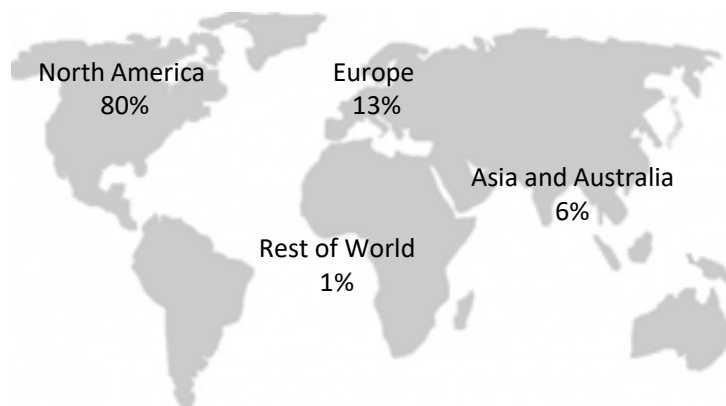 North America
80%
Europe
13%
Asia and Australia
6%
Rest of World
1%